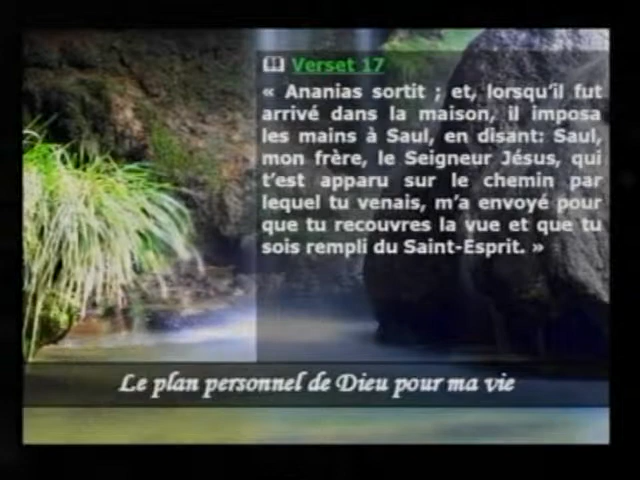 Verset 17
« Ananias sortit ; et, lorsqu'il fut
arrivé dans la maison, il imposa
les mains à Saul, en disant: Saul,
mon frère, le Seigneur Jésus, qui
t'est apparu sur le chemin par
lequel tu venais, m'a envoyé pour
que tu recouvres la vue et que tu
sois rempli du Saint-Esprit. »
Le plan personnel de Dieu pour ma vie